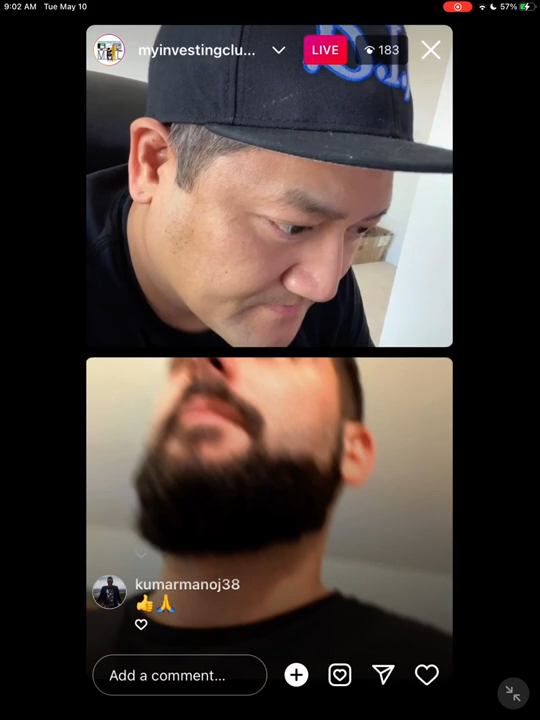 9:02 AM Tue May 10
57%
myinvestingclu...
LIVE
183
kumarmanoj38
👍🙏
Add a comment...